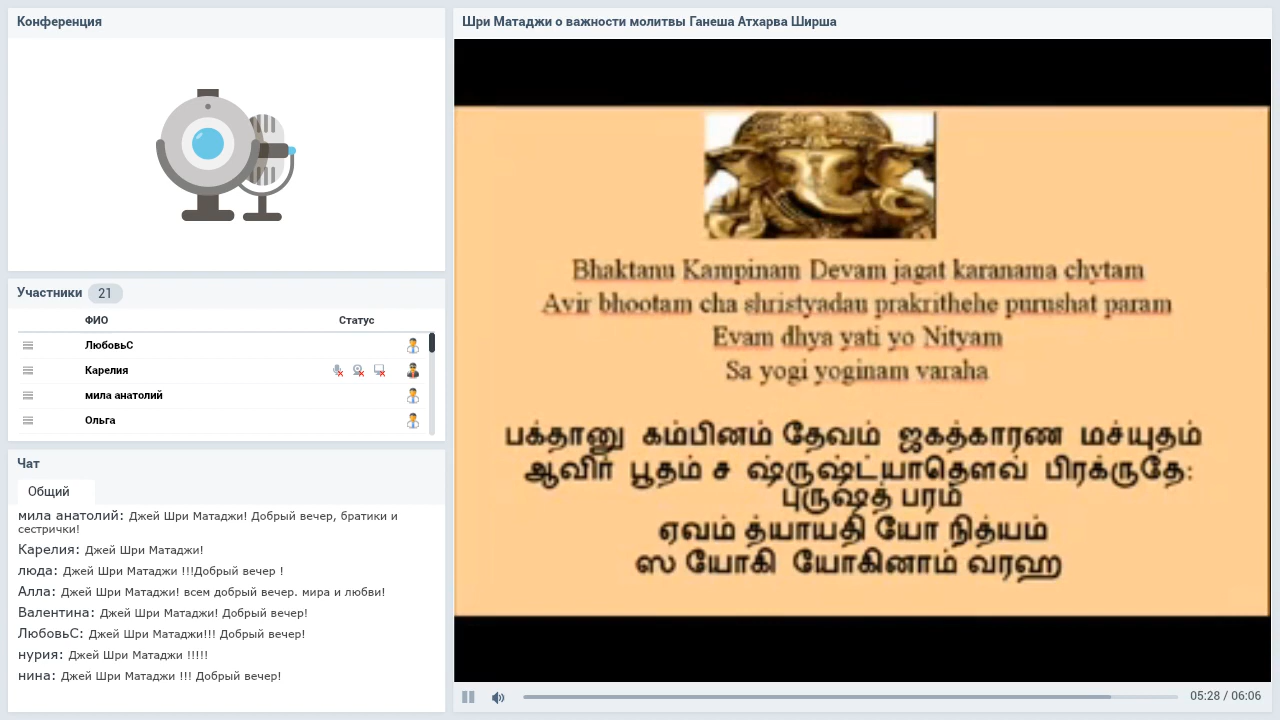 Конференция
Участники 21
ФИО Статус
ЛюбовьС
Карелия
мила анатолий
Ольга
Чат
Общий
мила анатолий: Джей Шри Матаджи! Добрый вечер, братики и
сестрички!
Карелия: Джей Шри Матаджи!
люда: Джей Шри Матаджи !!!Добрый вечер !
Алла: Джей Шри Матаджи! всем добрый вечер. мира и любви!
Валентина: Джей Шри Матаджи! Добрый вечер!
ЛюбовьС: Джей Шри Матаджи!!! Добрый вечер!
нурия: Джей Шри Матаджи !!!!!
нина: Джей Шри Матаджи !!! Добрый вечер!
Шри Матаджи о важности молитвы Ганеша Атхарва Ширша
Bhaktanu Kampinam Devam jagat karanama chytam
Avir bhootam cha shristyadau prakrithehe purushat param
Evam dhya yati yo Nityam
Sa yogi yoginam varaha
பக்தானு கம்பினம் தேவம் ஜகத்காரண மச்யுதம்
ஆவிர் பூதம் ச ஷ்ருஷ்ட்யாதௌவ் பிரக்ருதே:
புருஷத் பரம்
ஏவம் த்யாயதி யோ நித்யம்
ஸ யோகி யோகினாம் வரஹ
05:28 / 06:06